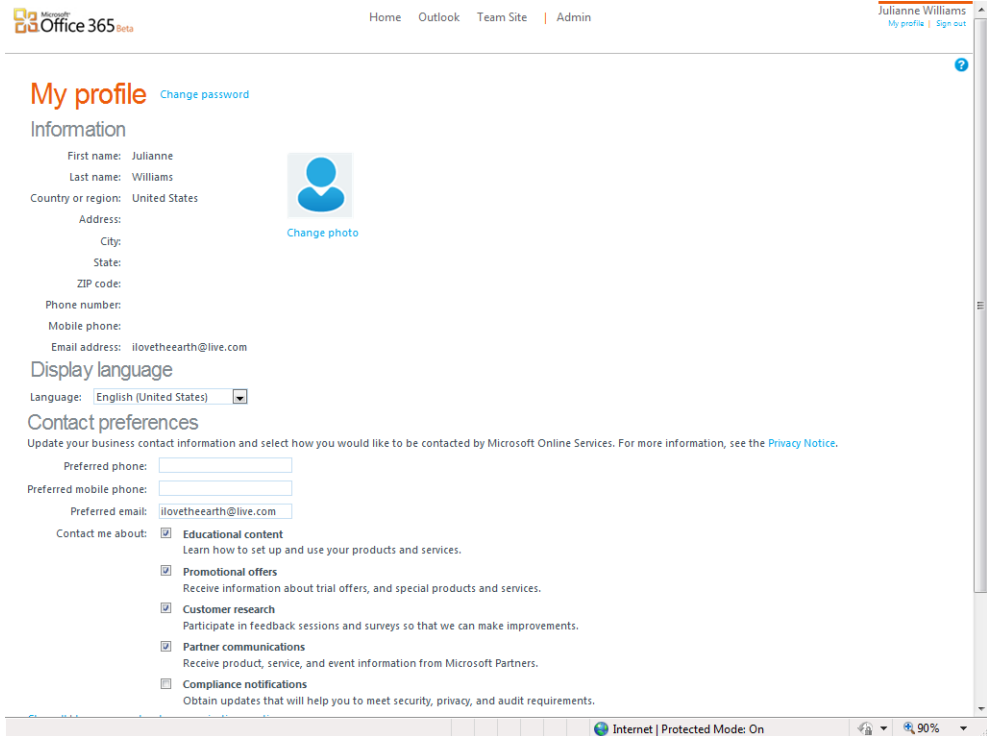 Microsoft
Office 365 Beta
Home Outlook Team Site | Admin
Julianne Williams
My profile | Sign out
?
My profile Change password
Information
First name: Julianne
Last name: Williams
Country or region: United States
Address:
City:
State:
ZIP code:
Phone number:
Mobile phone:
Email address: ilovetheearth@live.com
Change photo
Display language
Language: English (United States)
Contact preferences
Update your business contact information and select how you would like to be contacted by Microsoft Online Services. For more information, see the Privacy Notice.
Preferred phone:
Preferred mobile phone:
Preferred email: ilovetheearth@live.com
Contact me about: Educational content
Learn how to set up and use your products and services.
Promotional offers
Receive information about trial offers, and special products and services.
Customer research
Participate in feedback sessions and surveys so that we can make improvements.
Partner communications
Receive product, service, and event information from Microsoft Partners.
Compliance notifications
Obtain updates that will help you to meet security, privacy, and audit requirements.
Internet | Protected Mode: On
90%